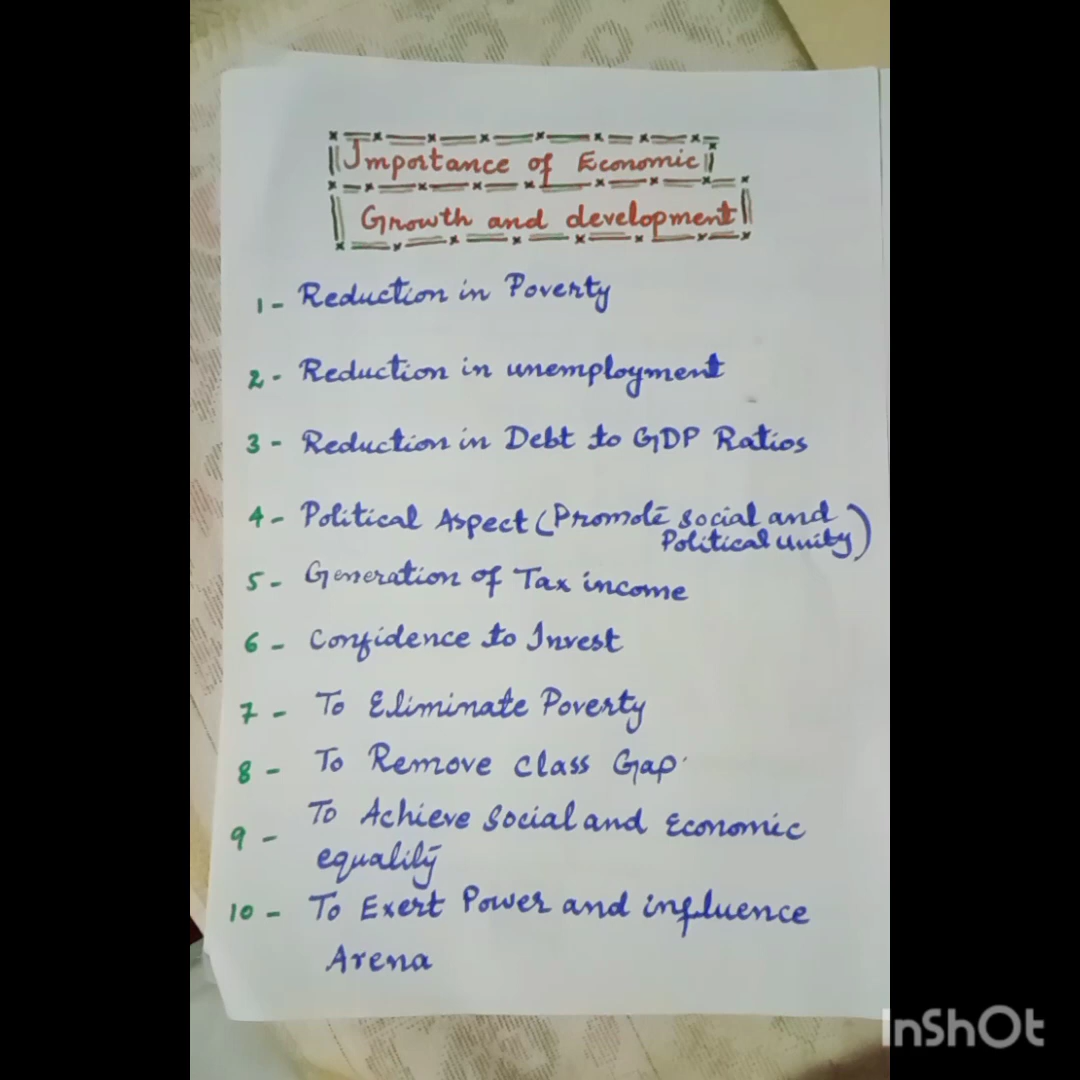 Importance of Economic
Growth and development
1- Reduction in Poverty
2- Reduction in unemployment
3- Reduction in Debt to GDP Ratios
4- Political Aspect (Promote social and
Political unity)
5- Generation of Tax income
6- Confidence to Invest
7- To Eliminate Poverty
8- To Remove Class Gap
9- To Achieve Social and Economic
equality
10- To Exert Power and influence
Arena
InShOt